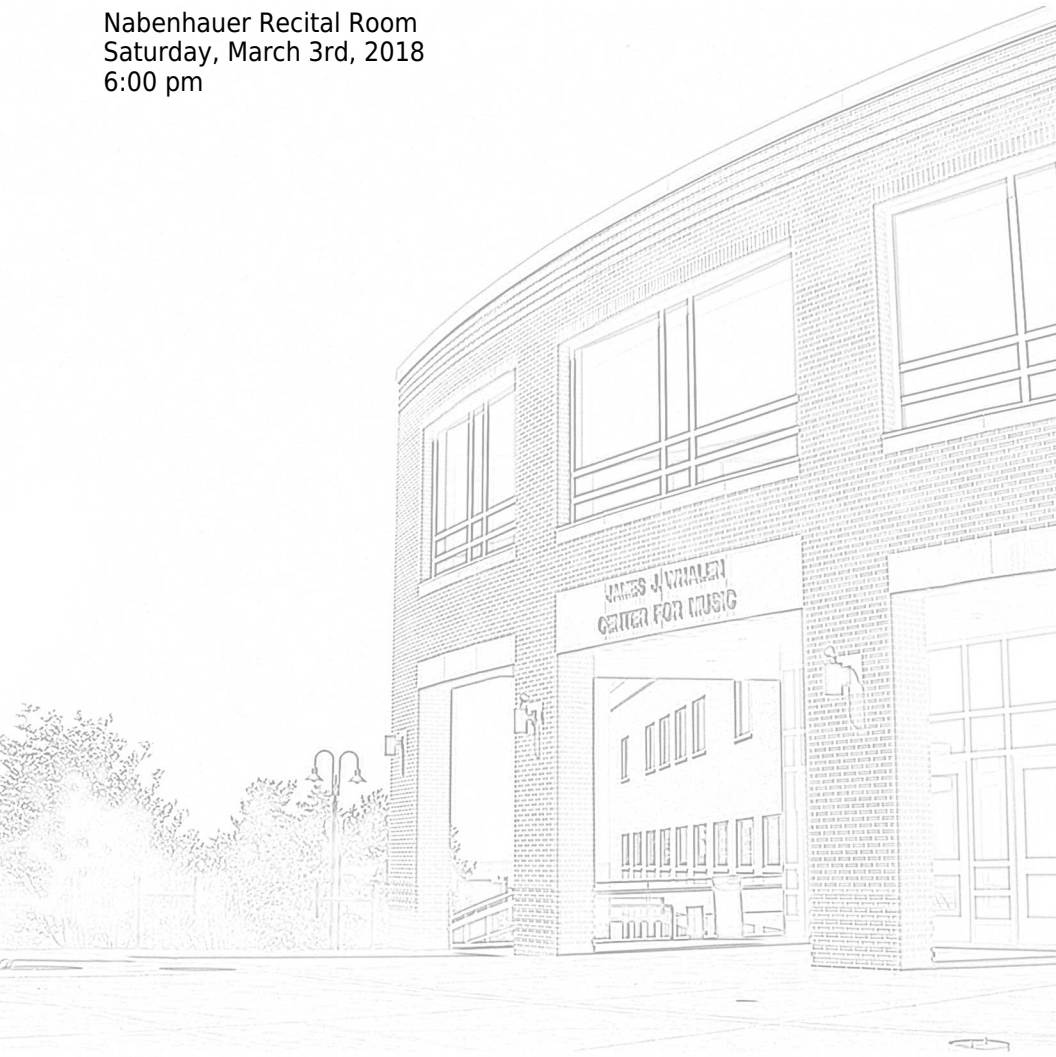 Nabenhauer Recital Room
Saturday, March 3rd, 2018
6:00 pm
JAMES J. WHALEN
CENTER FOR MUSIC